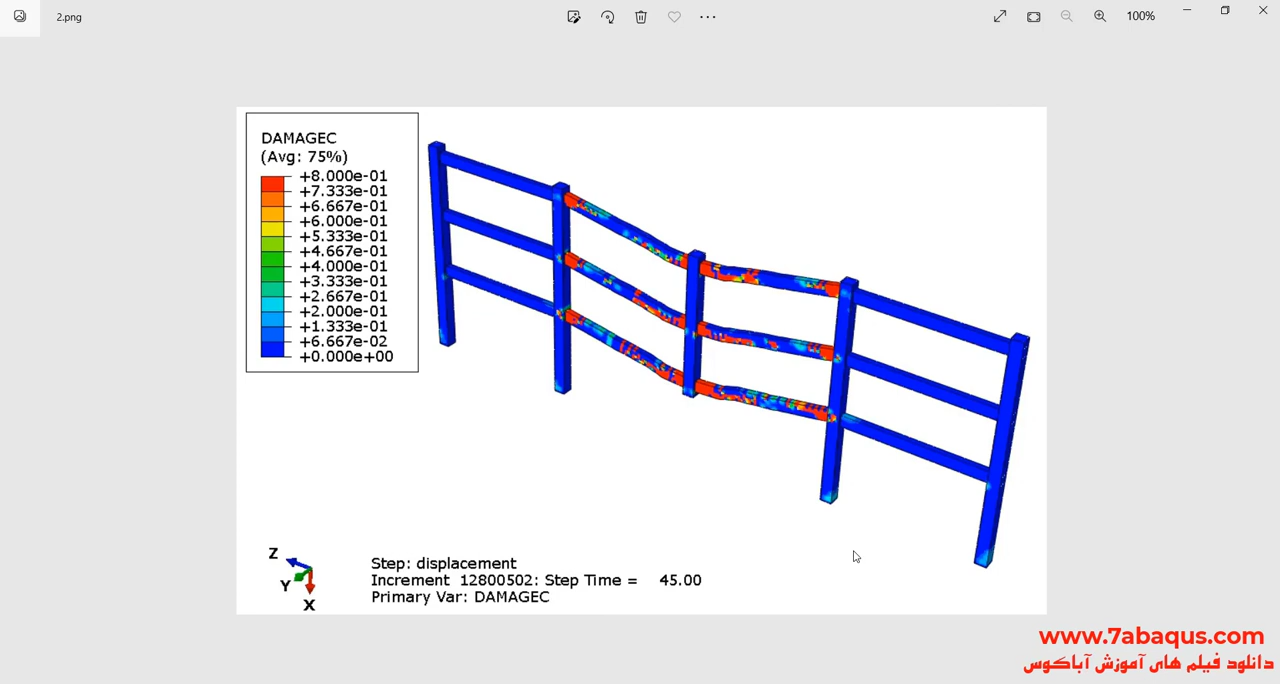 2.png
100%
DAMAGEC
(Avg: 75%)
+8.000e-01
+7.333e-01
+6.667e-01
+6.000e-01
+5.333e-01
+4.667e-01
+4.000e-01
+3.333e-01
+2.667e-01
+2.000e-01
+1.333e-01
+6.667e-02
+0.000e+00
Z
Y
X
Step: displacement
Increment 12800502: Step Time = 45.00
Primary Var: DAMAGEC
www.7abaqus.com
دانلود فیلم های آموزش آباکوس